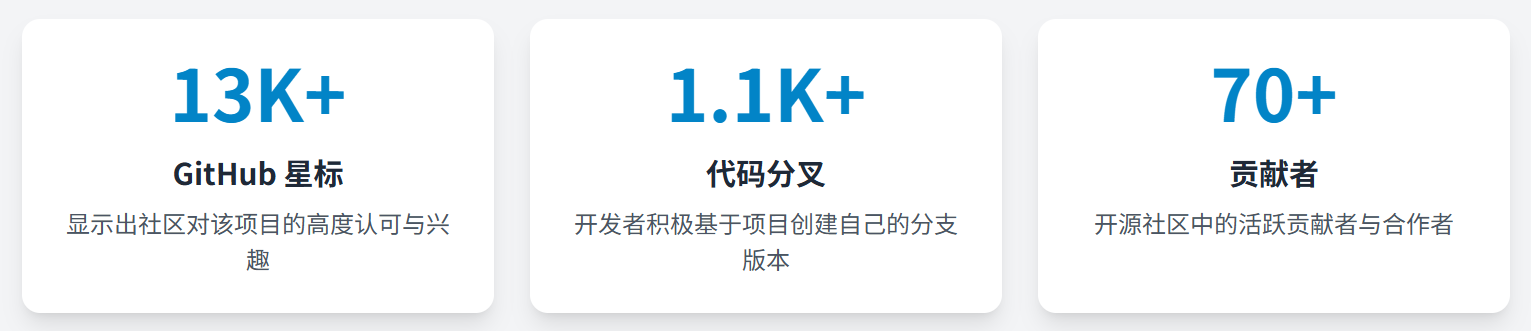 13K+
GitHub 星标
显示出社区对该项目的高度认可与兴
趣
1.1K+
代码分叉
开发者积极基于项目创建自己的分支
版本
70+
贡献者
开源社区中的活跃贡献者与合作者